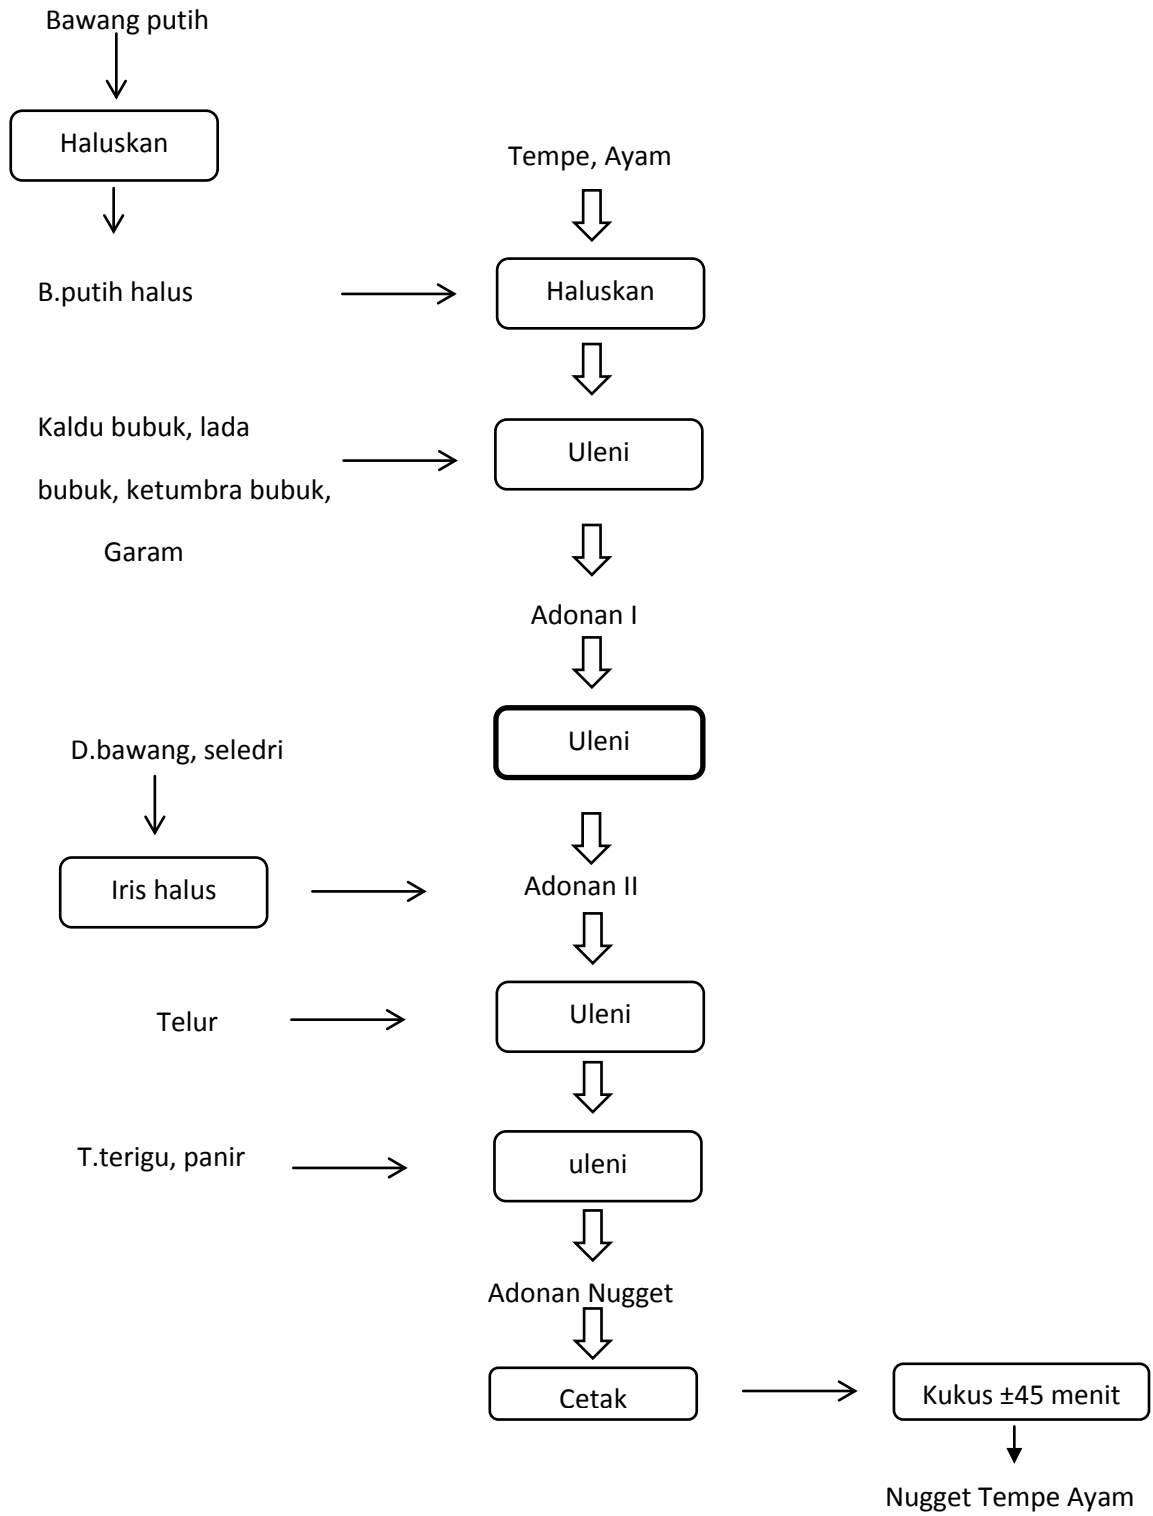 Bawang putih
Haluskan
Tempe, Ayam
B.putih halus
Haluskan
Kaldu bubuk, lada
bubuk, ketumbra bubuk,
Garam
Uleni
Adonan I
Uleni
D.bawang, seledri
Iris halus
Adonan II
Telur
Uleni
T.terigu, panir
uleni
Adonan Nugget
Cetak
Kukus ±45 menit
Nugget Tempe Ayam